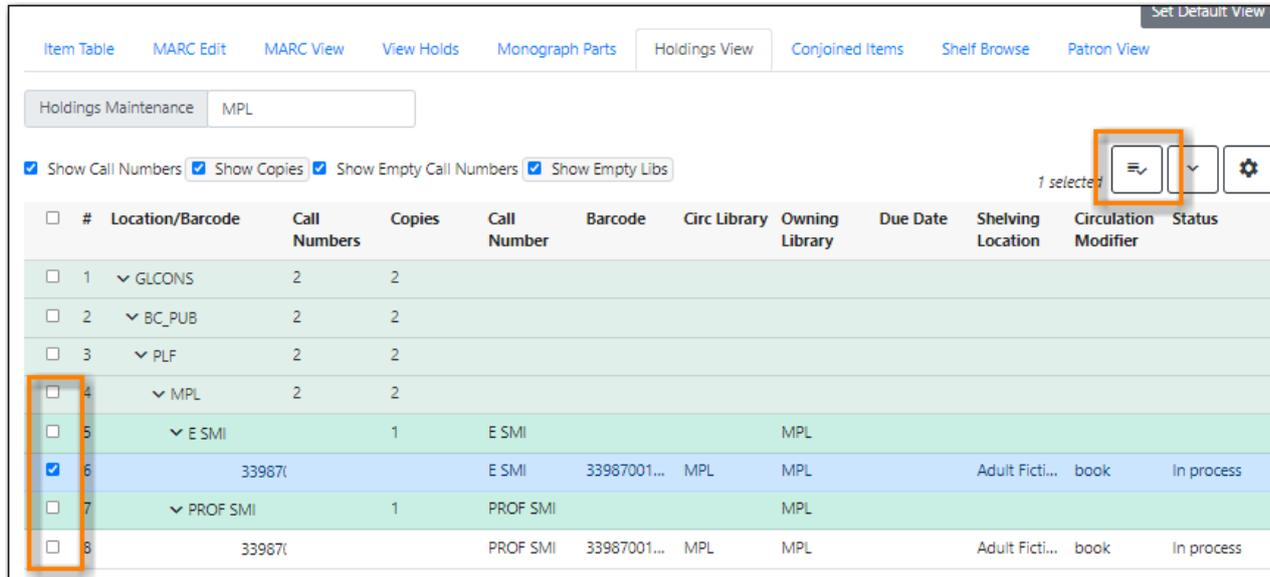 Set Default View
Item Table MARC Edit MARC View View Holds Monograph Parts Holdings View Conjoined Items Shelf Browse Patron View
Holdings Maintenance MPL
Show Call Numbers Show Copies Show Empty Call Numbers Show Empty Libs
1 selected
# Location/Barcode Call Numbers Copies Call Number Barcode Circ Library Owning Library Due Date Shelving Location Circulation Modifier Status
1 GLCONS 2 2
2 BC_PUB 2 2
3 PLF 2 2
4 MPL 2 2
5 E SMI 1 E SMI MPL
6 33987( E SMI 33987001... MPL MPL Adult Ficti... book In process
7 PROF SMI 1 PROF SMI MPL
8 33987( PROF SMI 33987001... MPL MPL Adult Ficti... book In process